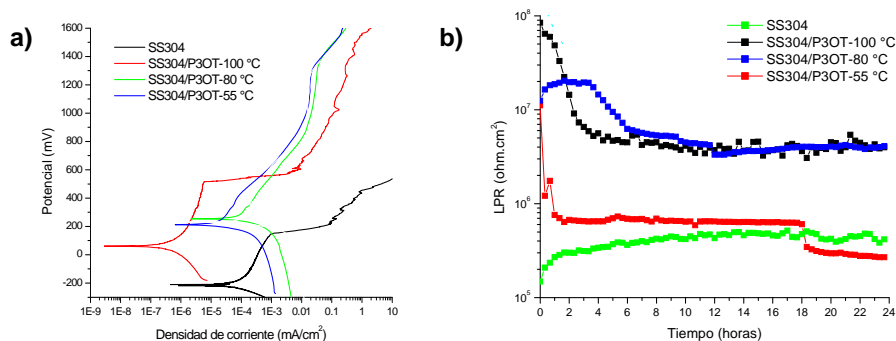 a)
1600
1400
1200
1000
800
600
400
200
0
-200
Potencial (mV)
SS304
SS304/P3OT-100 °C
SS304/P3OT-80 °C
SS304/P3OT-55 °C
1E-9 1E-8 1E-7 1E-6 1E-5 1E-4 1E-3 0.01 0.1 1 10
Densidad de corriente (mA/cm²)
b)
10⁸
10⁷
10⁶
10⁵
LPR (ohm.cm²)
SS304
SS304/P3OT-100 °C
SS304/P3OT-80 °C
SS304/P3OT-55 °C
0 2 4 6 8 10 12 14 16 18 20 22 24
Tiempo (horas)